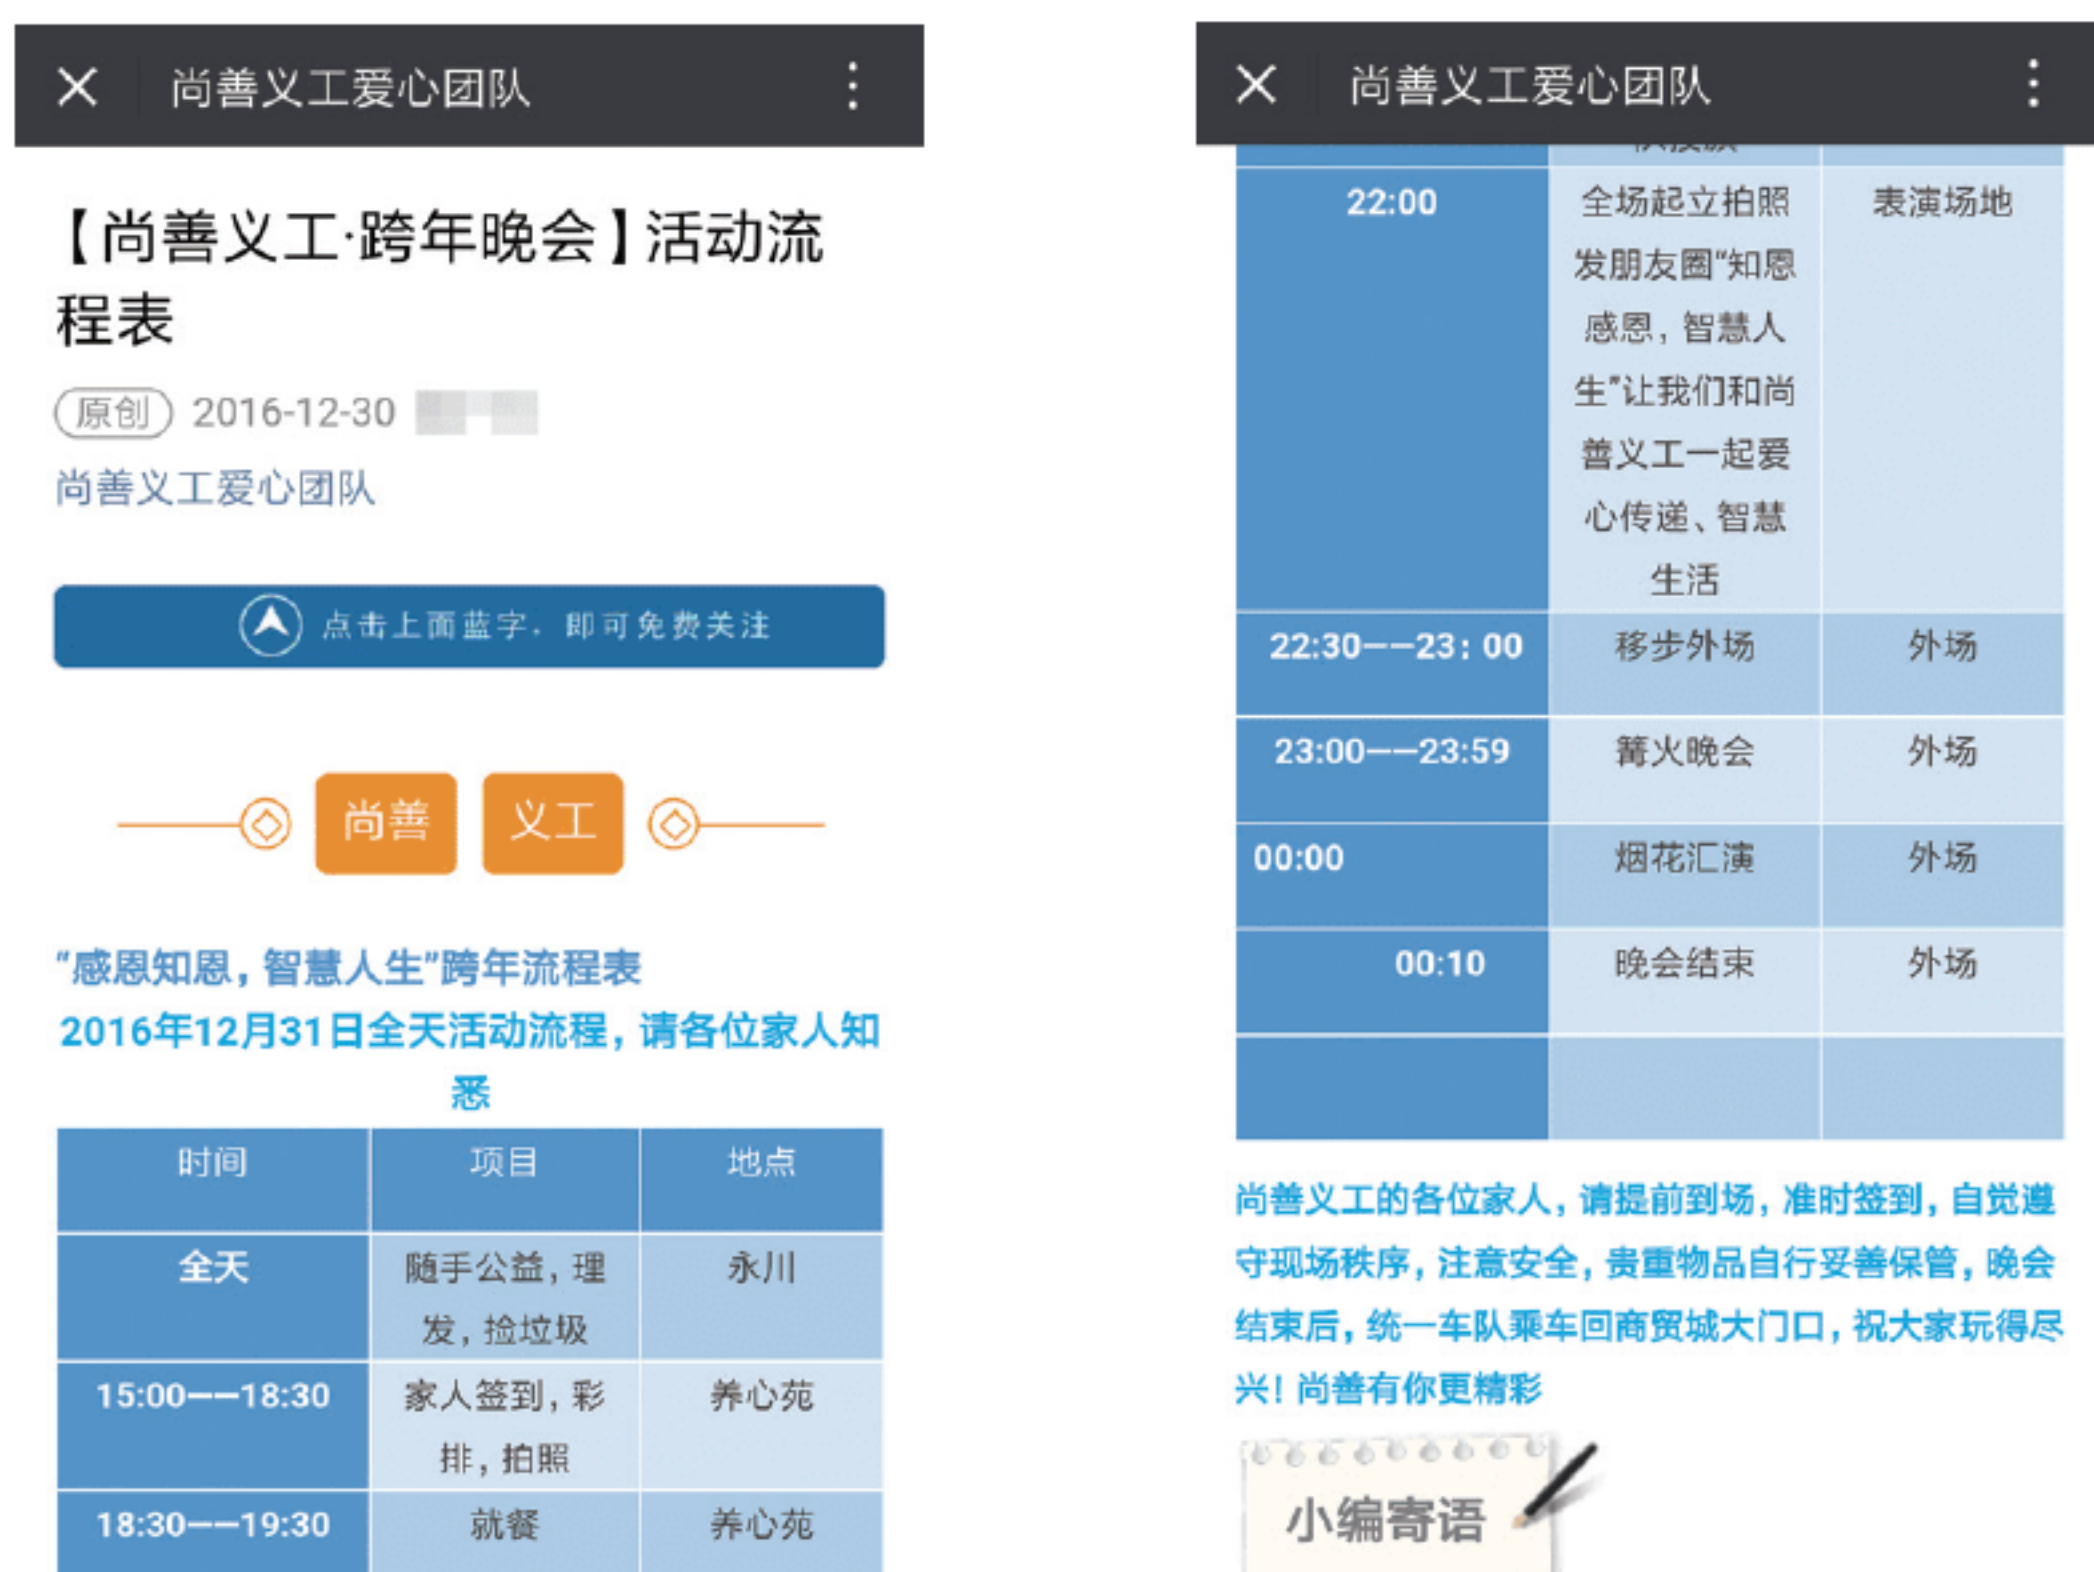 尚善义工爱心团队
【尚善义工·跨年晚会】活动流
程表
原创 2016-12-30
尚善义工爱心团队
点击上面蓝字，即可免费关注
尚善 义工
“感恩知恩，智慧人生”跨年流程表
2016年12月31日全天活动流程，请各位家人知
悉
时间 项目 地点
全天 随手公益，理 永川
发，捡垃圾
15:00——18:30 家人签到，彩 养心苑
排，拍照
18:30——19:30 就餐 养心苑
尚善义工爱心团队
22:00 全场起立拍照 表演场地
发朋友圈“知恩
感恩，智慧人
生”让我们和尚
善义工一起爱
心传递、智慧
生活
22:30——23：00 移步外场 外场
23:00——23:59 篝火晚会 外场
00:00 烟花汇演 外场
00:10 晚会结束 外场
尚善义工的各位家人，请提前到场，准时签到，自觉遵
守现场秩序，注意安全，贵重物品自行妥善保管，晚会
结束后，统一车队乘车回商贸城大门口，祝大家玩得尽
兴！尚善有你更精彩
小编寄语